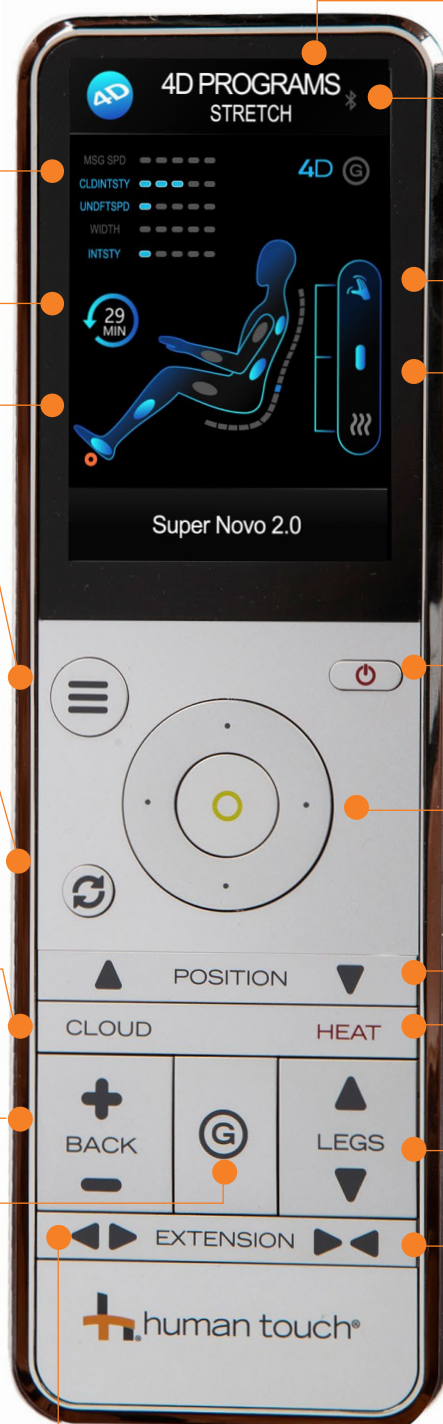 4D
4D PROGRAMS
STRETCH
MSG SPD
CLDINTSTY
UNDFTSPD
WIDTH
INTSTY
4D G
29
MIN
Super Novo 2.0
POSITION
CLOUD HEAT
BACK G LEGS
EXTENSION
h. human touch®